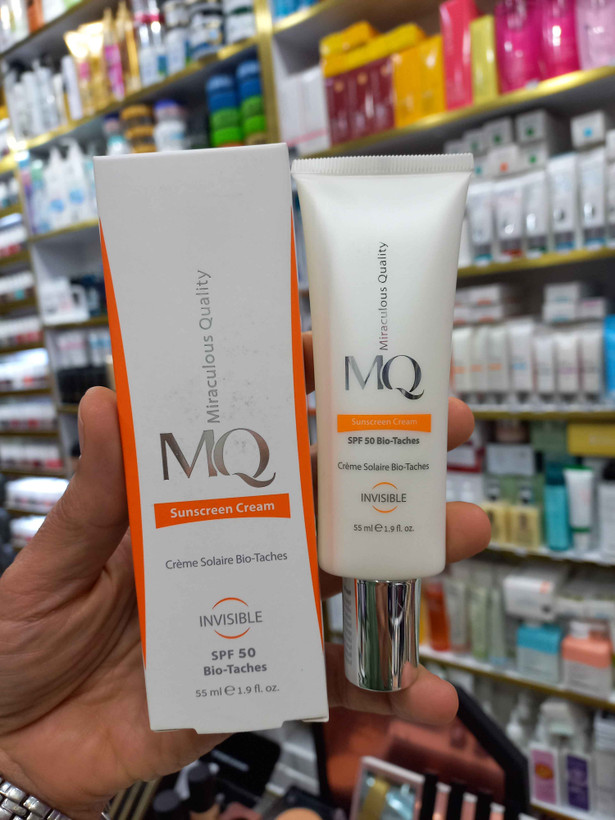 Miraculous Quality
MQ
Sunscreen Cream
Crème Solaire Bio-Taches
INVISIBLE
SPF 50
Bio-Taches
55 ml ℮ 1.9 fl. oz.
Miraculous Quality
MQ
Sunscreen Cream
SPF 50 Bio-Taches
Crème Solaire Bio-Taches
INVISIBLE
55 ml ℮ 1.9 fl. oz.